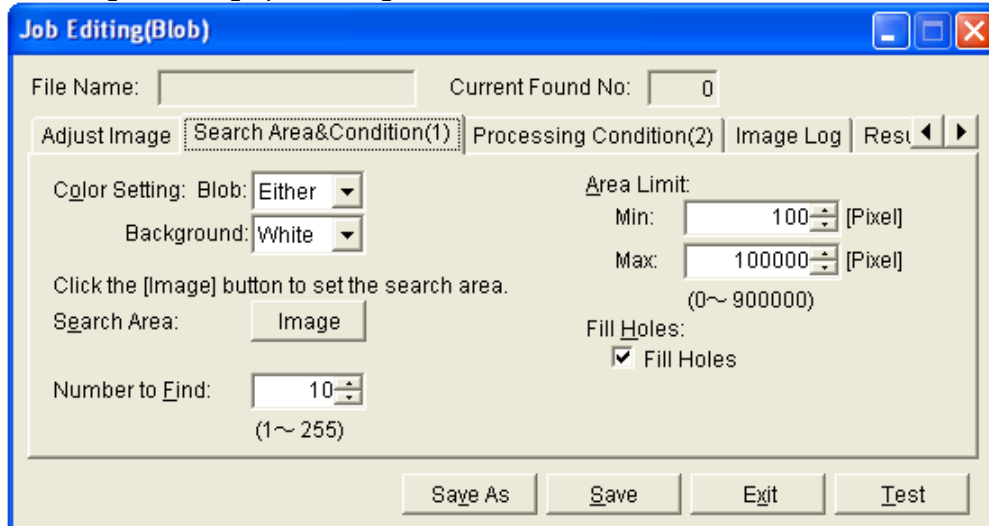 Job Editing(Blob)
File Name:
Current Found No: 0
Adjust Image Search Area&Condition(1) Processing Condition(2) Image Log
Color Setting: Blob: Either
Background: White
Click the [Image] button to set the search area.
Search Area: Image
Number to Find: 10
(1～ 255)
Area Limit:
Min: 100 [Pixel]
Max: 100000 [Pixel]
(0～ 900000)
Fill Holes:
Fill Holes
Save As Save Exit Test